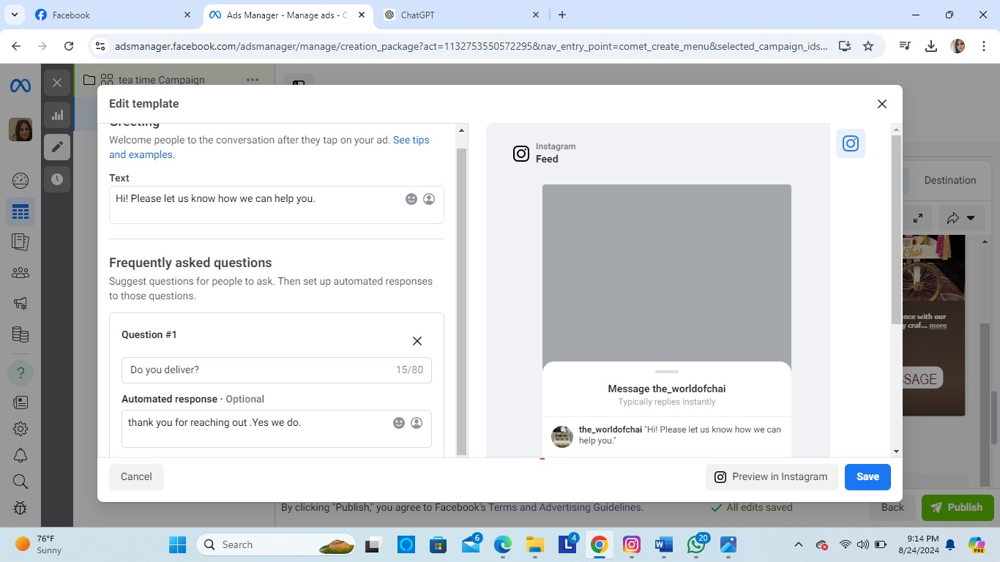 Facebook
Ads Manager - Manage ads - C
ChatGPT
adsmanager.facebook.com/adsmanager/manage/creation_package?act=1132753550572295&nav_entry_point=comet_create_menu&selected_campaign_ids...
tea time Campaign
Edit template
Greeting
Welcome people to the conversation after they tap on your ad. See tips
and examples.
Text
Hi! Please let us know how we can help you.
Frequently asked questions
Suggest questions for people to ask. Then set up automated responses
to those questions.
Question #1
Do you deliver?
15/80
Automated response · Optional
thank you for reaching out .Yes we do.
Cancel
Instagram
Feed
Message the_worldofchai
Typically replies instantly
the_worldofchai "Hi! Please let us know how we can
help you."
Preview in Instagram
Save
Destination
Chai
ence with our
y craf... more
SAGE
By clicking "Publish," you agree to Facebook's Terms and Advertising Guidelines.
All edits saved
Back
Publish
76°F
Sunny
Search
6
4
20
PRE
9:14 PM
8/24/2024